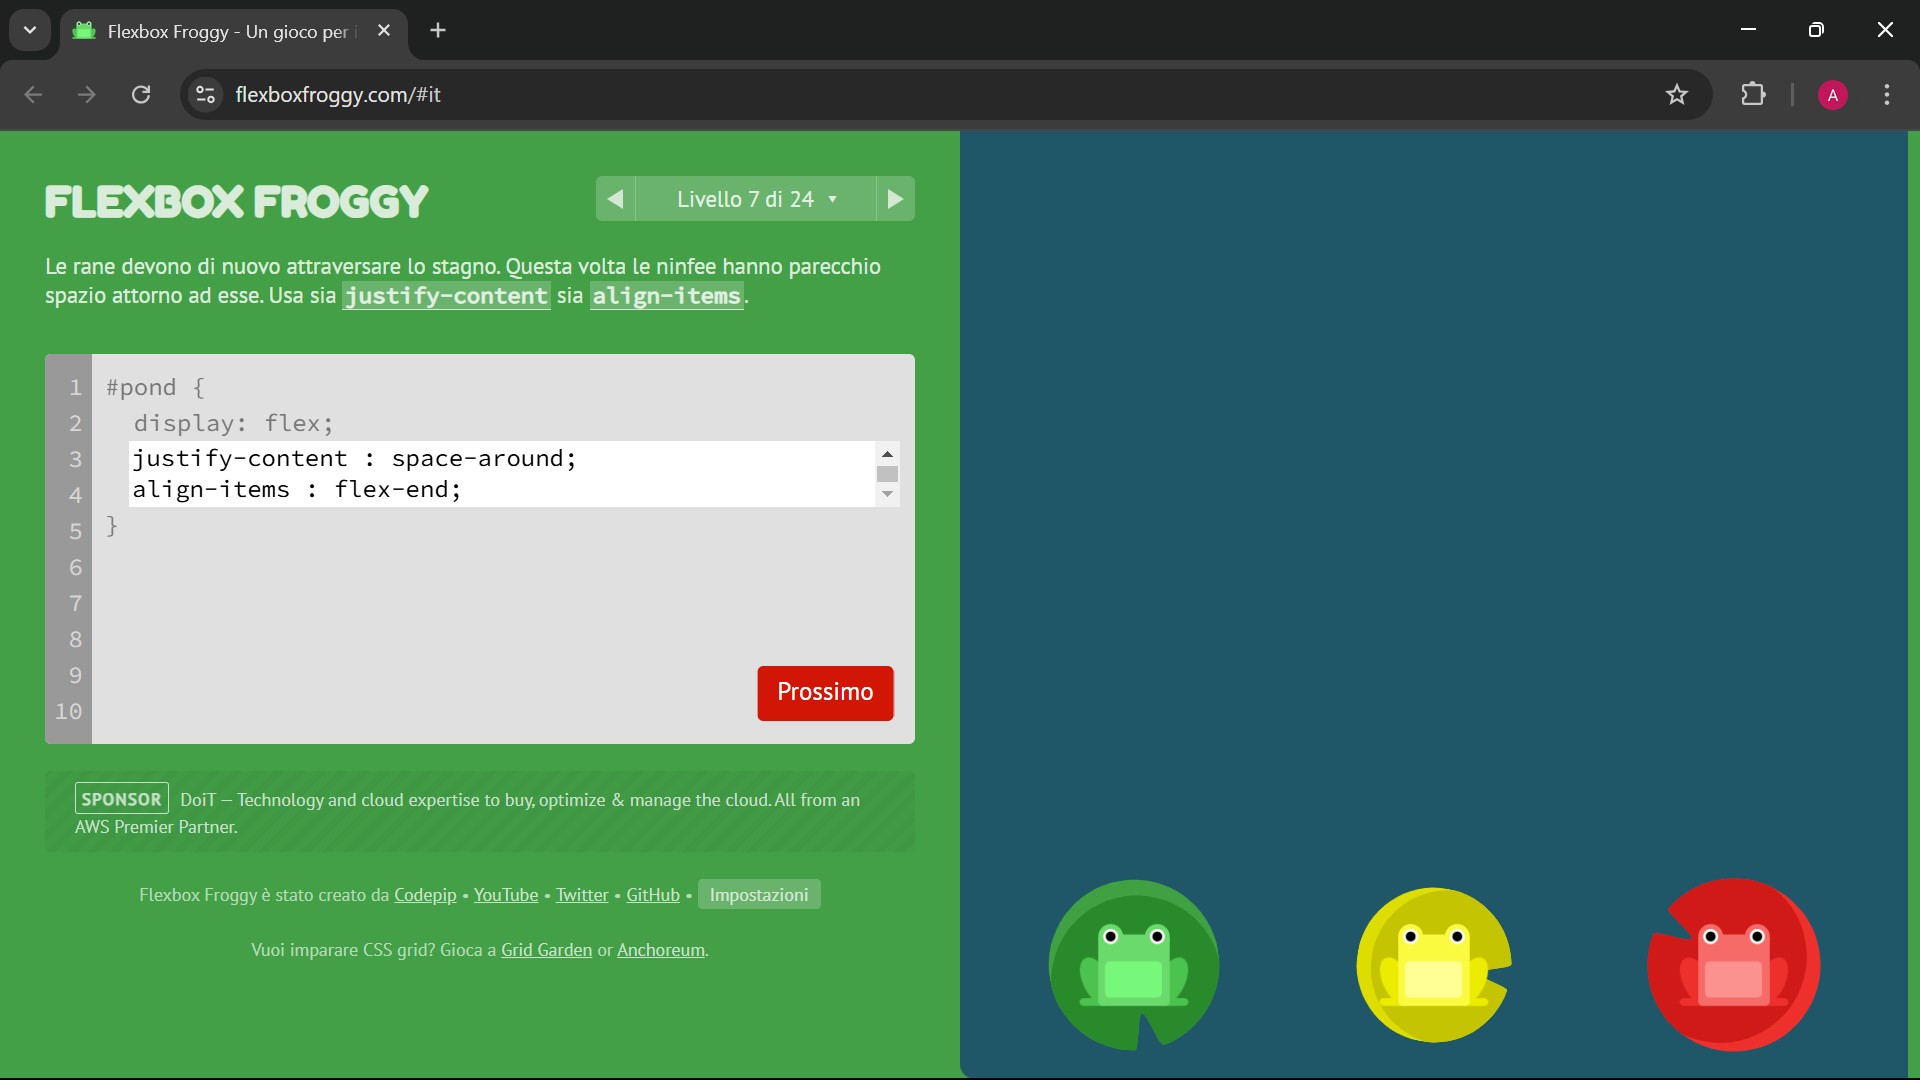 Flexbox Froggy - Un gioco per i
flexboxfroggy.com/#it
A
FLEXBOX FROGGY
Livello 7 di 24
Le rane devono di nuovo attraversare lo stagno. Questa volta le ninfee hanno parecchio
spazio attorno ad esse. Usa sia justify-content sia align-items.
1 #pond {
2 display: flex;
3 justify-content : space-around;
4 align-items : flex-end;
5 }
6
7
8
9
10
Prossimo
SPONSOR DoiT – Technology and cloud expertise to buy, optimize & manage the cloud. All from an
AWS Premier Partner.
Flexbox Froggy è stato creato da Codepip • YouTube • Twitter • GitHub • Impostazioni
Vuoi imparare CSS grid? Gioca a Grid Garden or Anchoreum.